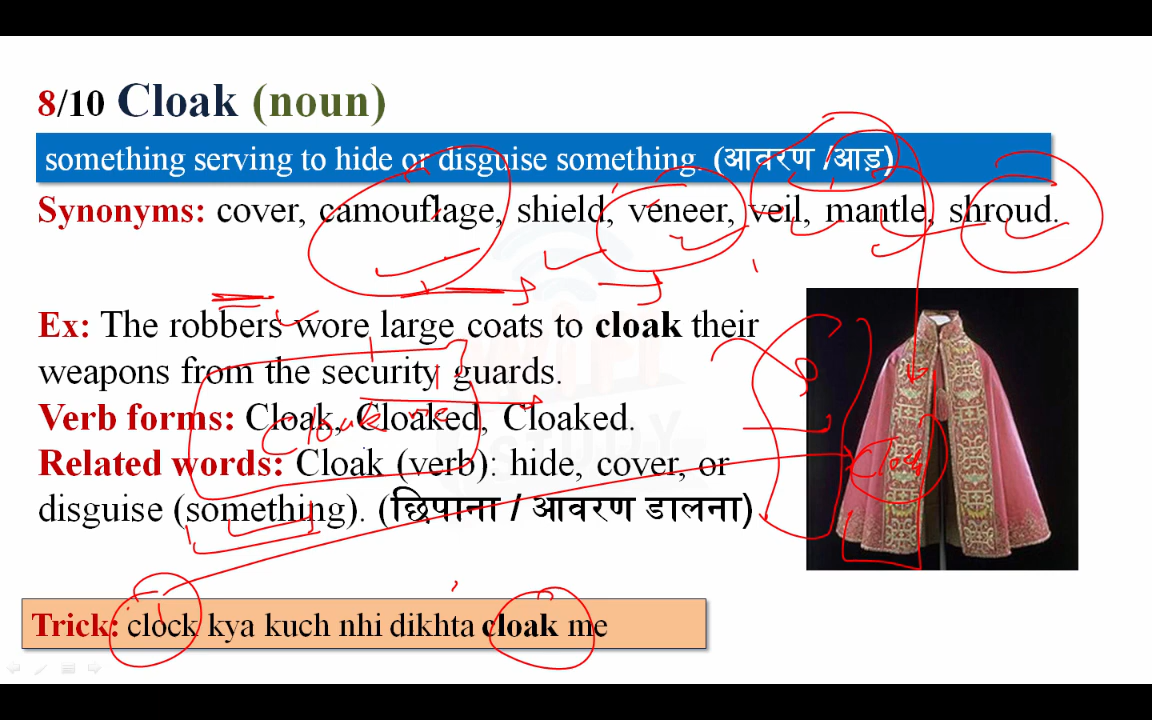 8/10 Cloak (noun)
something serving to hide or disguise something. (आवरण /आड़)
Synonyms: cover, camouflage, shield, veneer, veil, mantle, shroud.
Ex: The robbers wore large coats to cloak their
weapons from the security guards.
Verb forms: Cloak, Cloaked, Cloaked.
Cloak me
Related words: Cloak (verb): hide, cover, or
disguise (something). (छिपाना / आवरण डालना)
Clock
Trick: clock kya kuch nhi dikhta cloak me